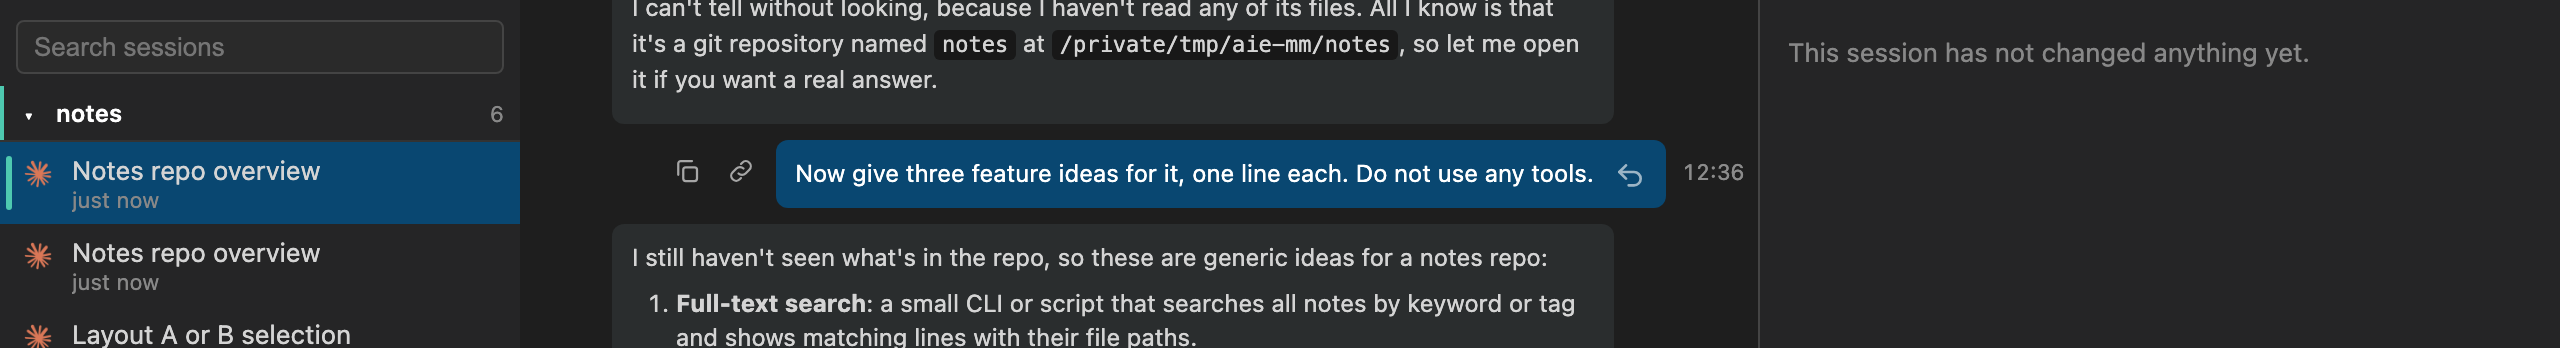 Search sessions
notes
6
Notes repo overview
just now
Notes repo overview
just now
Layout A or B selection
I can't tell without looking, because I haven't read any of its files. All I know is that
it's a git repository named notes at /private/tmp/aie-mm/notes, so let me open
it if you want a real answer.
Now give three feature ideas for it, one line each. Do not use any tools.
12:36
I still haven't seen what's in the repo, so these are generic ideas for a notes repo:
1. Full-text search: a small CLI or script that searches all notes by keyword or tag
and shows matching lines with their file paths.
This session has not changed anything yet.